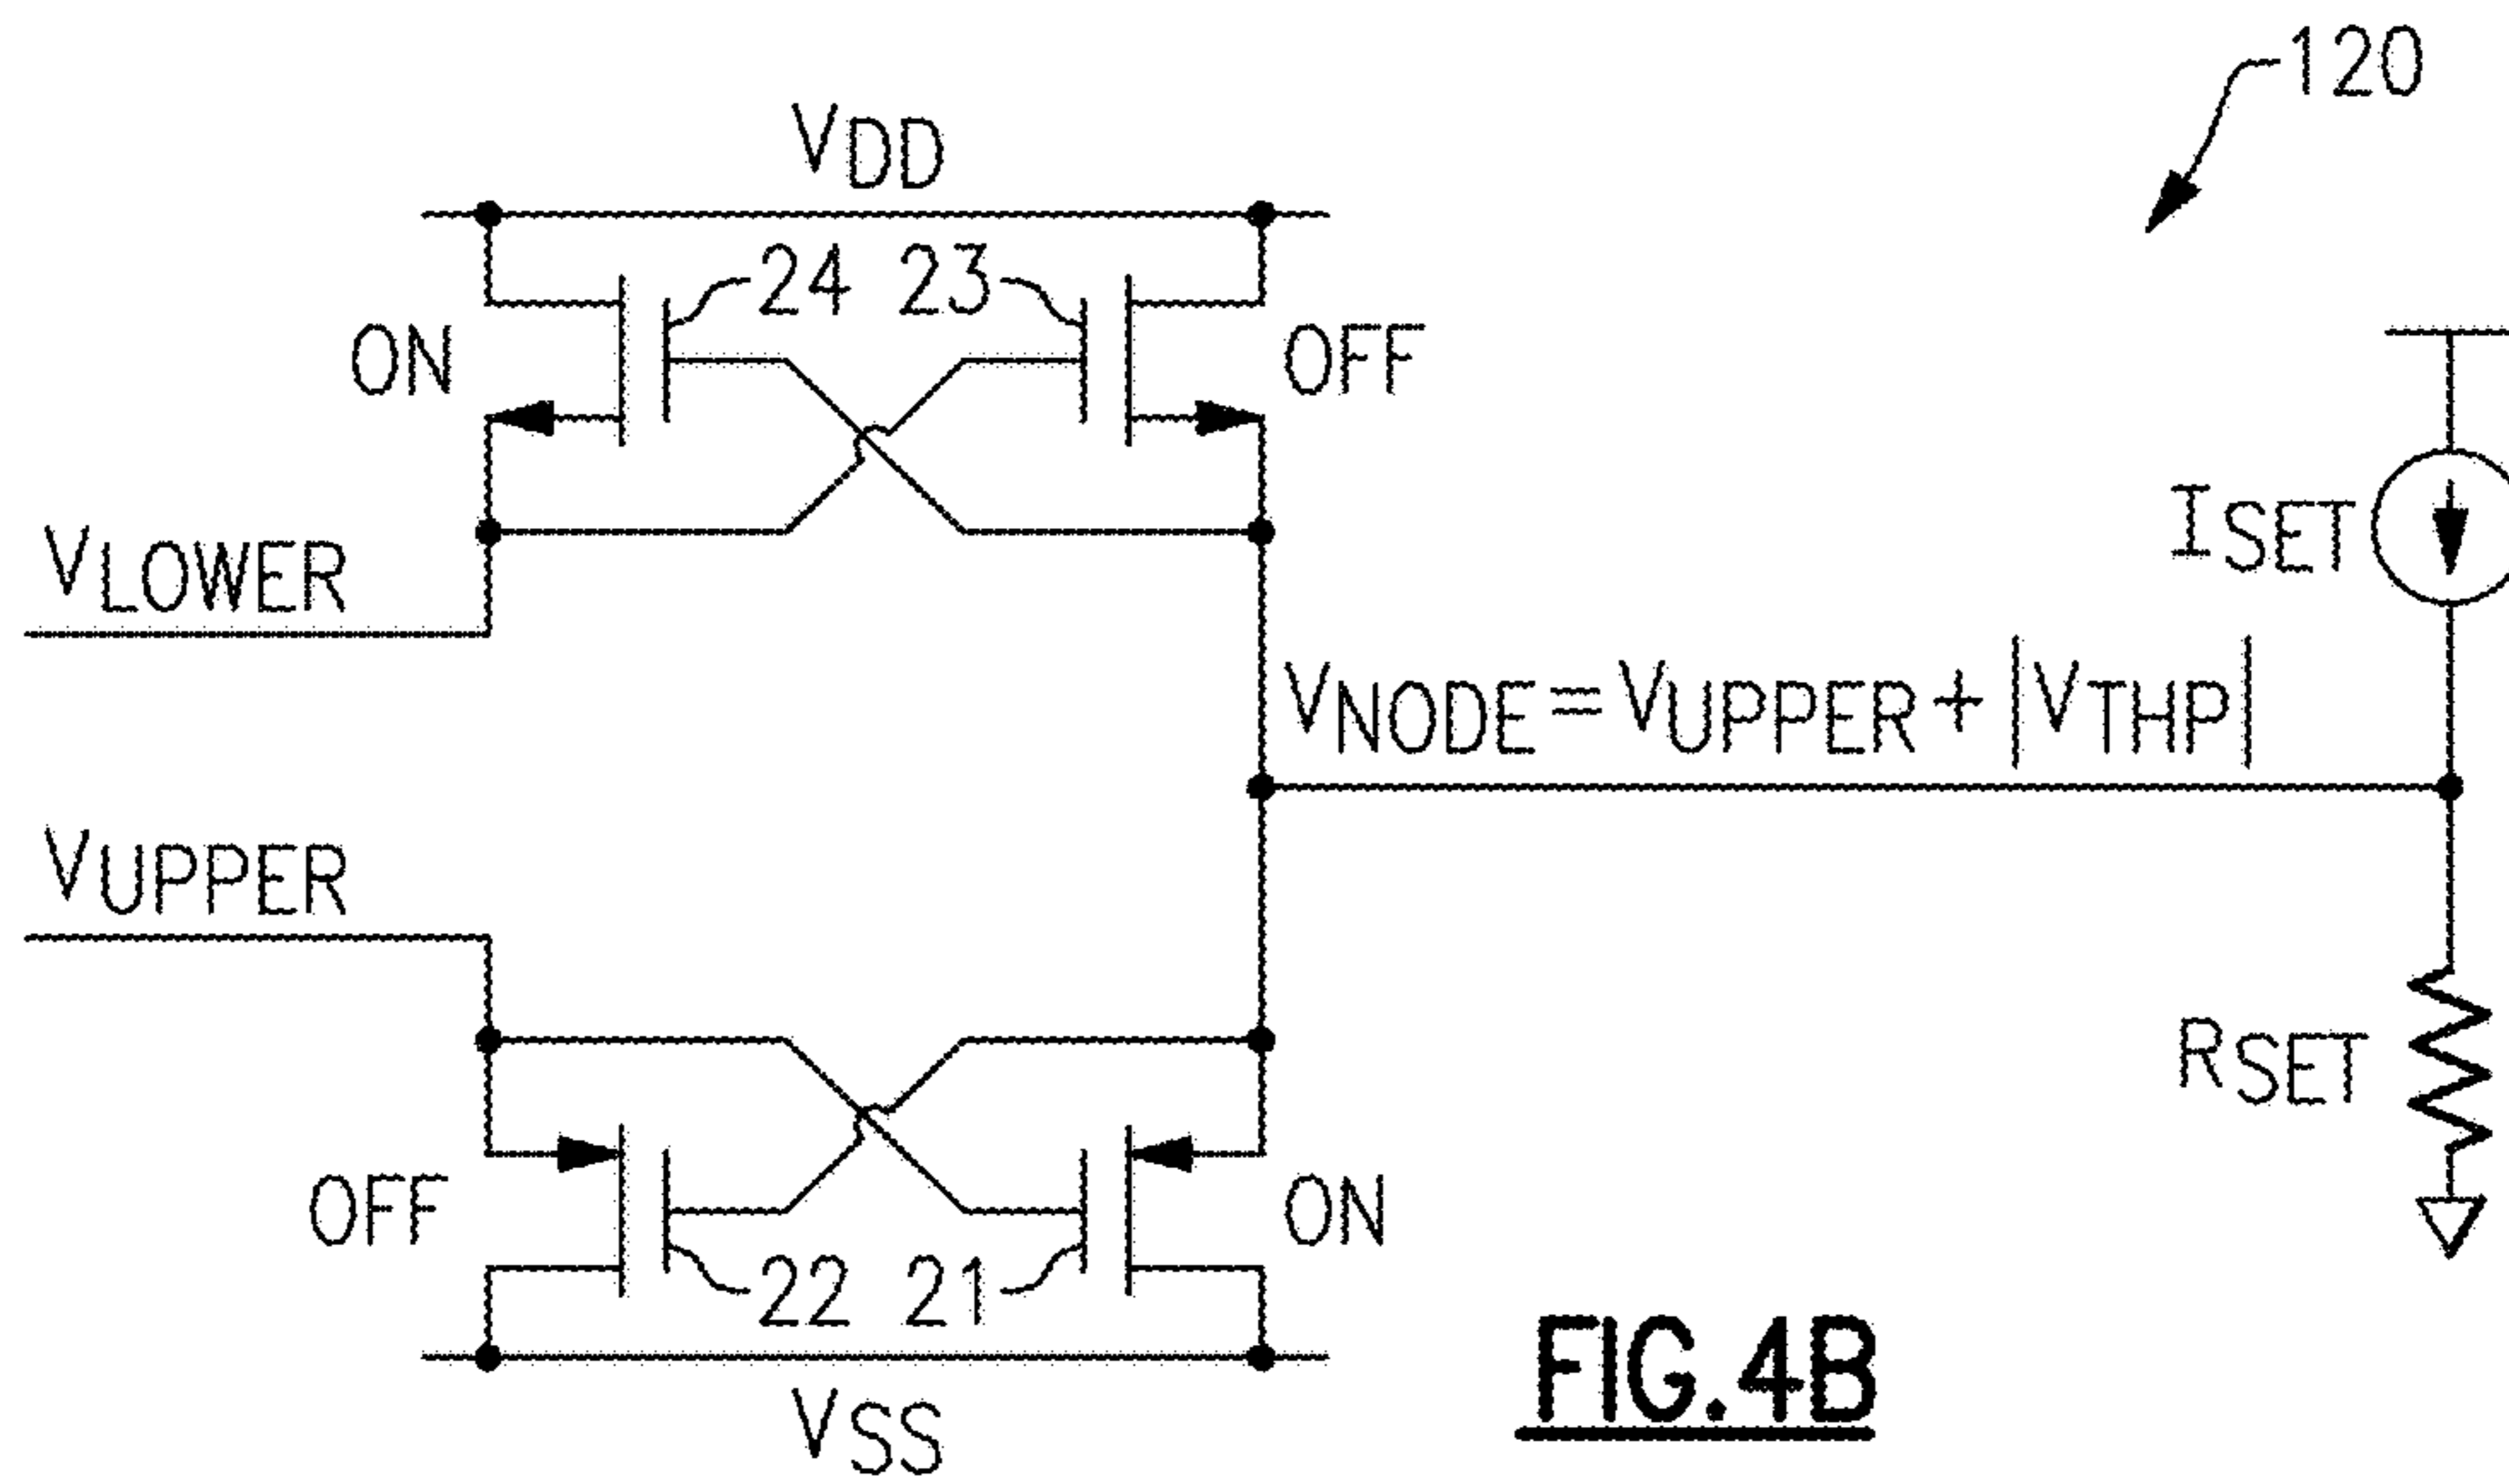 120
VDD
24 23
ON
OFF
VLOWER
ISET
VNODE=VUPPER+|VTHP|
VUPPER
RSET
OFF
ON
22 21
VSS
FIG.4B